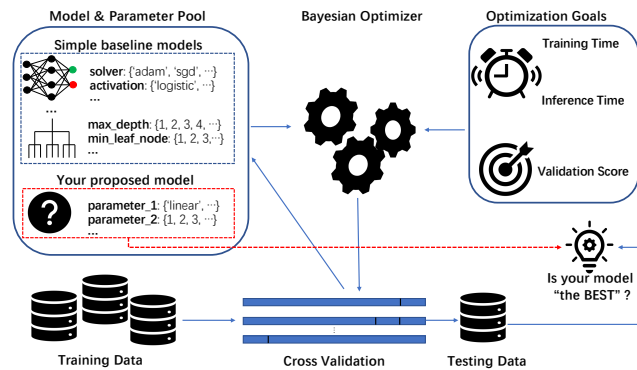 Model & Parameter Pool
Bayesian Optimizer
Optimization Goals
Simple baseline models
solver: {'adam', 'sgd', ···}
activation: {'logistic', ···}
...
...
max_depth: {1, 2, 3, 4, ···}
min_leaf_node: {1, 2, 3,···}
...
Training Time
Inference Time
Validation Score
Your proposed model
?
parameter_1: {'linear', ···}
parameter_2: {1, 2, 3, ···}
...
Is your model
“the BEST” ?
Training Data
Cross Validation
Testing Data